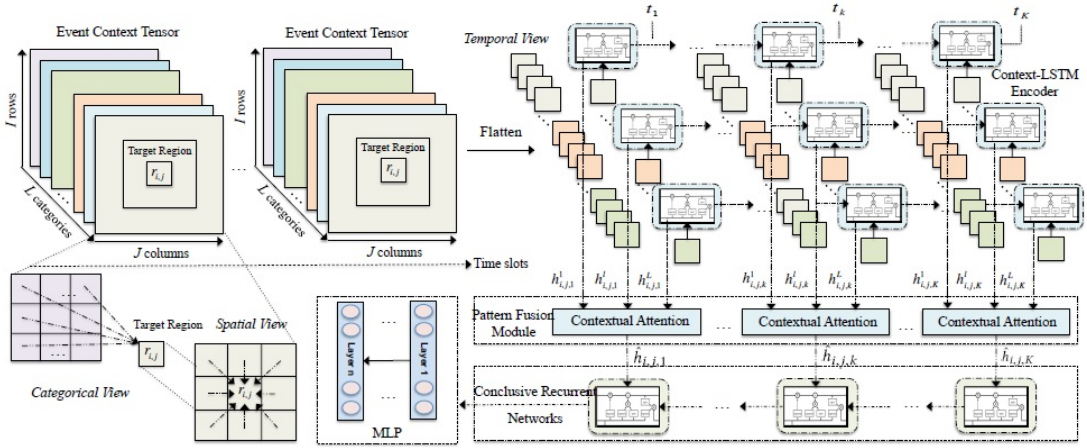 Event Context Tensor
Event Context Tensor
I rows
I rows
Target Region
r_{i,j}
Target Region
r_{i,j}
...
L categories
L categories
J columns
J columns
Time slots
Flatten
Temporal View
t_1
t_k
t_K
Context-LSTM
Encoder
h^1_{i,j,1}
h^l_{i,j,1}
h^L_{i,j,1}
h^1_{i,j,k}
h^l_{i,j,k}
h^L_{i,j,k}
h^1_{i,j,K}
h^l_{i,j,K}
h^L_{i,j,K}
Pattern Fusion
Module
Contextual Attention
...
Contextual Attention
...
Contextual Attention
ĥ_{i,j,1}
ĥ_{i,j,k}
ĥ_{i,j,K}
Conclusive Recurrent
Networks
Layer n
Layer 1
MLP
Target Region
r_{i,j}
Spatial View
r_{i,j}
Categorical View